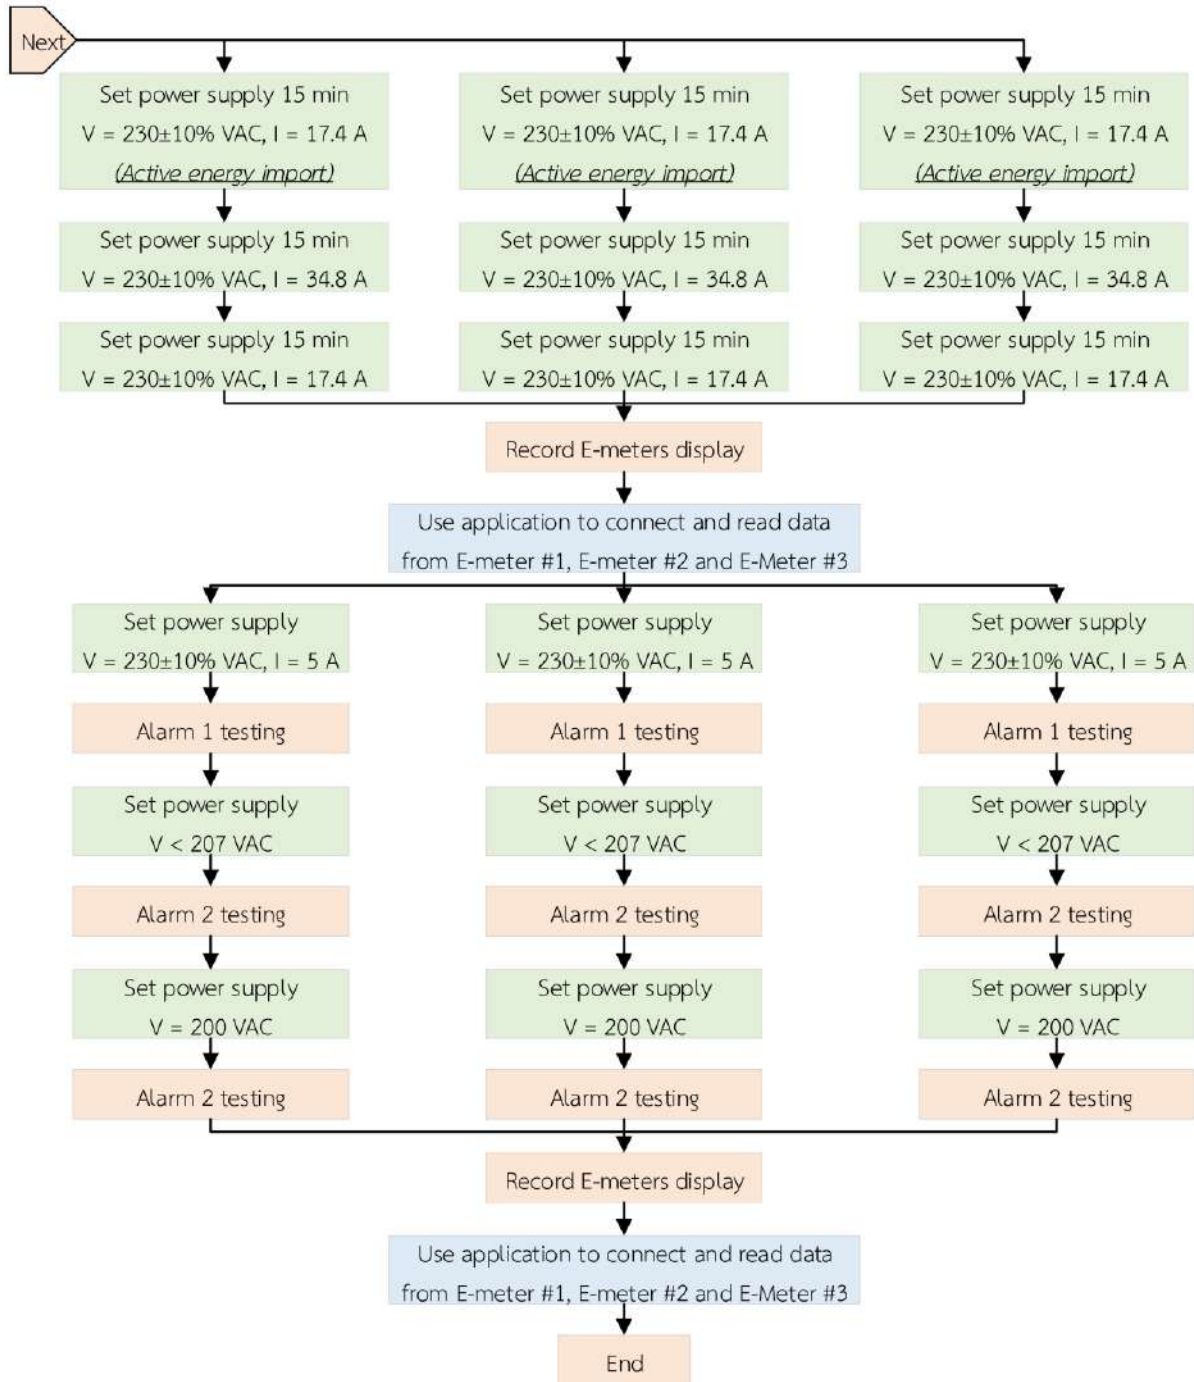 Next
Set power supply 15 min
V = 230±10% VAC, I = 17.4 A
(Active energy import)
Set power supply 15 min
V = 230±10% VAC, I = 17.4 A
(Active energy import)
Set power supply 15 min
V = 230±10% VAC, I = 17.4 A
(Active energy import)
Set power supply 15 min
V = 230±10% VAC, I = 34.8 A
Set power supply 15 min
V = 230±10% VAC, I = 34.8 A
Set power supply 15 min
V = 230±10% VAC, I = 34.8 A
Set power supply 15 min
V = 230±10% VAC, I = 17.4 A
Set power supply 15 min
V = 230±10% VAC, I = 17.4 A
Set power supply 15 min
V = 230±10% VAC, I = 17.4 A
Record E-meters display
Use application to connect and read data
from E-meter #1, E-meter #2 and E-Meter #3
Set power supply
V = 230±10% VAC, I = 5 A
Set power supply
V = 230±10% VAC, I = 5 A
Set power supply
V = 230±10% VAC, I = 5 A
Alarm 1 testing
Alarm 1 testing
Alarm 1 testing
Set power supply
V < 207 VAC
Set power supply
V < 207 VAC
Set power supply
V < 207 VAC
Alarm 2 testing
Alarm 2 testing
Alarm 2 testing
Set power supply
V = 200 VAC
Set power supply
V = 200 VAC
Set power supply
V = 200 VAC
Alarm 2 testing
Alarm 2 testing
Alarm 2 testing
Record E-meters display
Use application to connect and read data
from E-meter #1, E-meter #2 and E-Meter #3
End